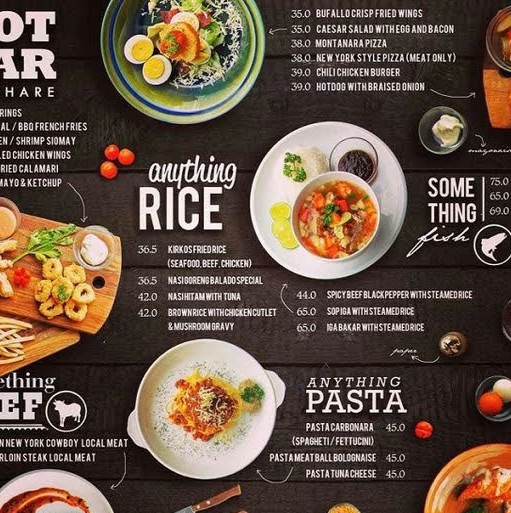 OT
AR
HARE
35.0 BUFALLO CRISP FRIED WINGS
35.0 CAESAR SALAD WITH EGG AND BACON
38.0 MONTANARA PIZZA
38.0 NEW YORK STYLE PIZZA (MEAT ONLY)
39.0 CHILI CHICKEN BURGER
39.0 HOTDOG WITH BRAISED ONION
RINGS
AL / BBQ FRENCH FRIES
EN / SHRIMP SIOMAY
LED CHICKEN WINGS
RIED CALAMARI
MAYO & KETCHUP
mayonaise
anything
RICE
36.5 KIRKOS FRIED RICE
(SEAFOOD, BEEF, CHICKEN)
36.5 NASI GORENG BALADO SPECIAL
42.0 NASI HITAM WITH TUNA
42.0 BROWN RICE WITH CHICKEN CUTLET
& MUSHROOM GRAVY
44.0 SPICY BEEF BLACK PEPPER WITH STEAMED RICE
65.0 SOP IGA WITH STEAMED RICE
65.0 IGA BAKAR WITH STEAMED RICE
SOME
THING
fish
75.0
65.0
69.0
papar
ething
EF
N NEW YORK COWBOY LOCAL MEAT
RLOIN STEAK LOCAL MEAT
ANYTHING
PASTA
PASTA CARBONARA 45.0
(SPAGHETI / FETTUCINI)
PASTA MEAT BALL BOLOGNAISE 45.0
PASTA TUNA CHEESE 45.0